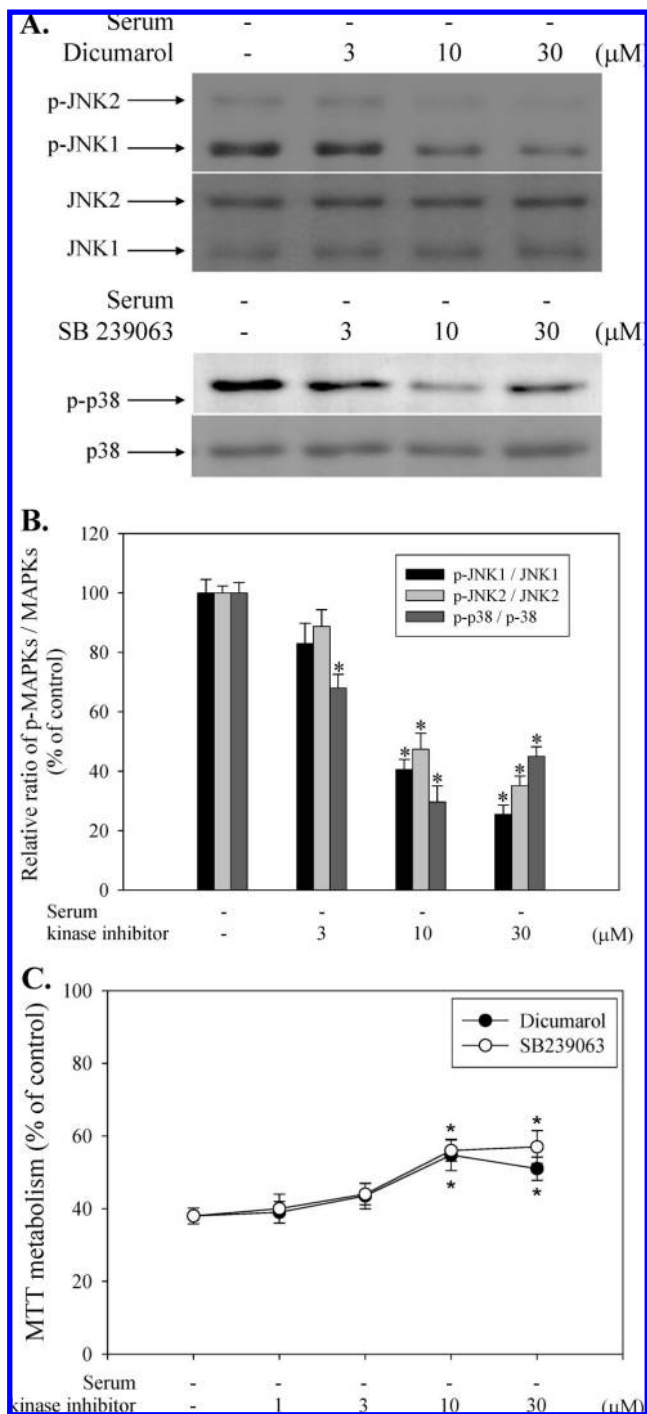 A.
Serum - - - -
Dicumarol - 3 10 30 (μM)
p-JNK2
p-JNK1
JNK2
JNK1
Serum - - - -
SB 239063 - 3 10 30 (μM)
p-p38
p38
B.
Relative ratio of p-MAPKs / MAPKs
(% of control)
120
100
80
60
40
20
0
p-JNK1 / JNK1
p-JNK2 / JNK2
p-p38 / p-38
*
* * *
* * *
Serum - - - -
kinase inhibitor - 3 10 30 (μM)
C.
MTT metabolism (% of control)
100
80
60
40
20
0
Dicumarol
SB239063
* *
* *
Serum - - - - -
kinase inhibitor - 1 3 10 30 (μM)